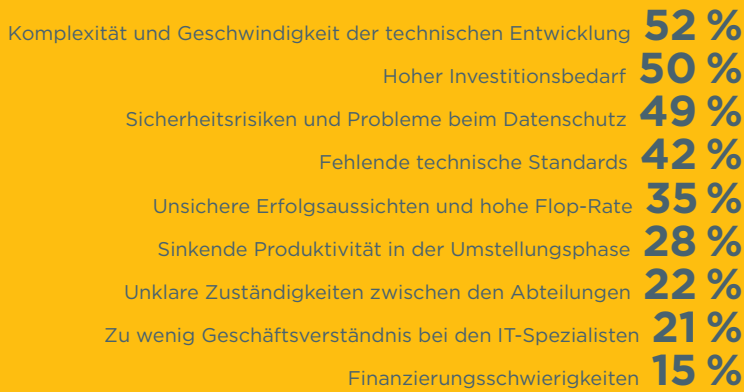 Komplexität und Geschwindigkeit der technischen Entwicklung 52 %
Hoher Investitionsbedarf 50 %
Sicherheitsrisiken und Probleme beim Datenschutz 49 %
Fehlende technische Standards 42 %
Unsichere Erfolgsaussichten und hohe Flop-Rate 35 %
Sinkende Produktivität in der Umstellungsphase 28 %
Unklare Zuständigkeiten zwischen den Abteilungen 22 %
Zu wenig Geschäftsverständnis bei den IT-Spezialisten 21 %
Finanzierungsschwierigkeiten 15 %